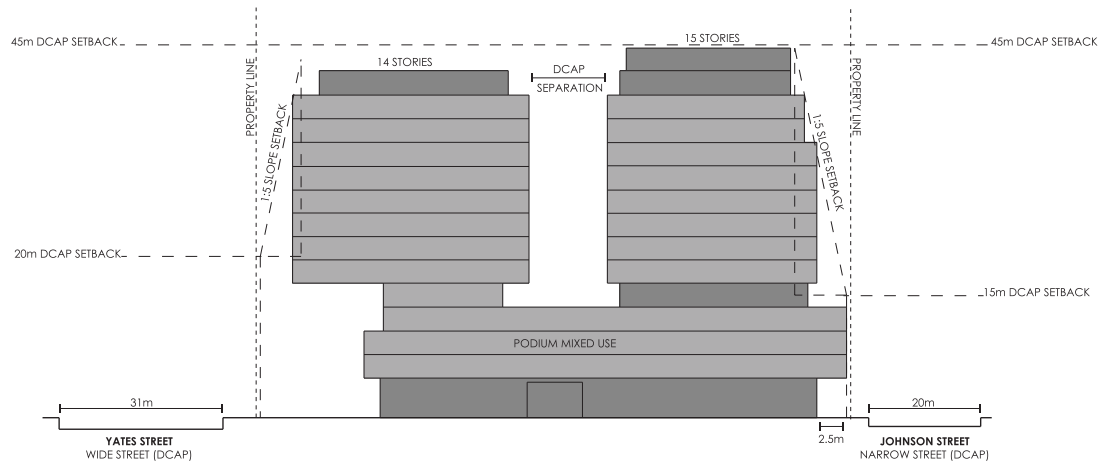 45m DCAP SETBACK
15 STORIES
45m DCAP SETBACK
14 STORIES
DCAP
SEPARATION
PROPERTY LINE
PROPERTY LINE
1:5 SLOPE SETBACK
1:5 SLOPE SETBACK
20m DCAP SETBACK
15m DCAP SETBACK
PODIUM MIXED USE
31m
20m
2.5m
YATES STREET
WIDE STREET (DCAP)
JOHNSON STREET
NARROW STREET (DCAP)